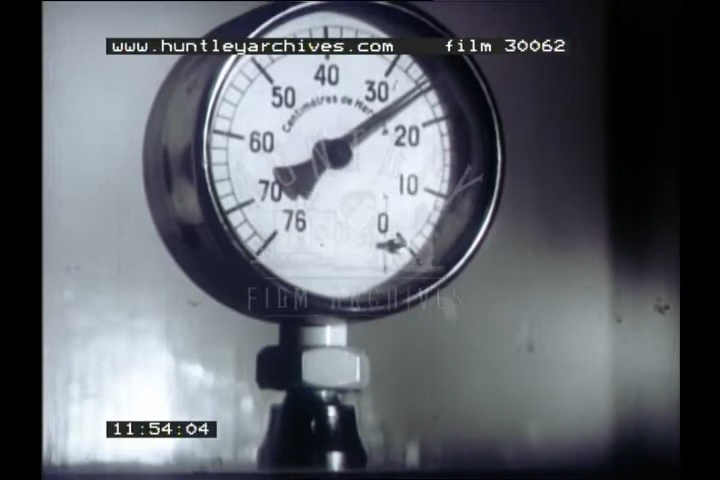 www.huntleyarchives.com film 30062
40
50 30
Centimètres de
60 20
70 10
76 0
HUNTLEY
FILM ARCHIVES
11:54:04